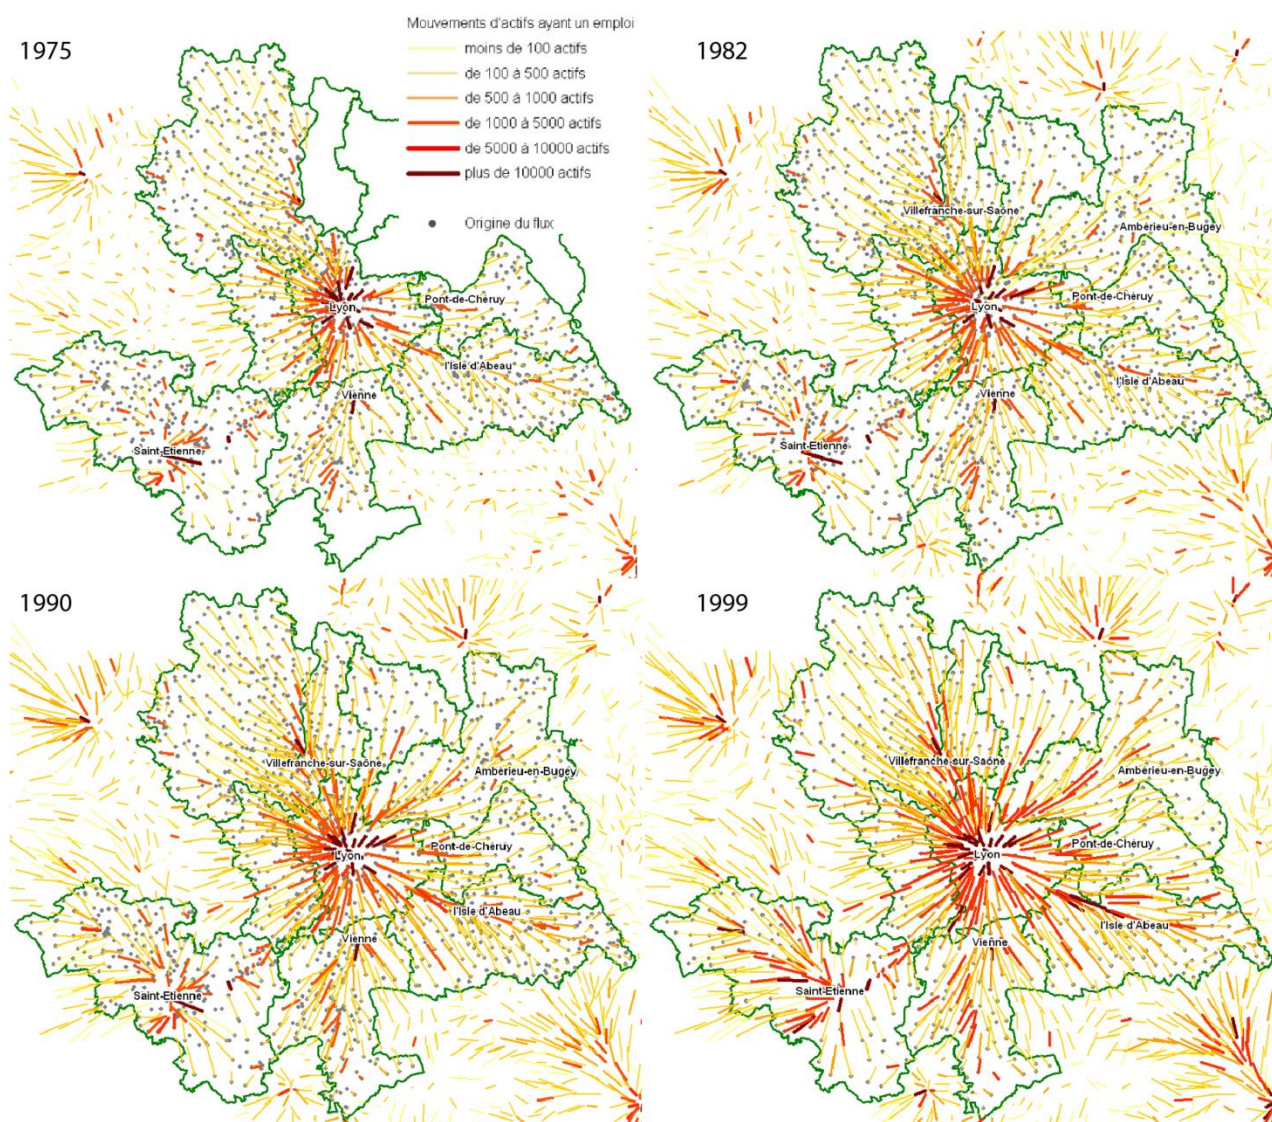 1975
Mouvements d'actifs ayant un emploi
moins de 100 actifs
de 100 à 500 actifs
de 500 à 1000 actifs
de 1000 à 5000 actifs
de 5000 à 10000 actifs
plus de 10000 actifs
Origine du flux
Lyon
Pont-de-Chéruy
l'Isle d'Abeau
Vienne
Saint-Etienne
1982
Villefranche-sur-Saône
Ambérieu-en-Bugey
Pont-de-Chéruy
Lyon
l'Isle d'Abeau
Vienne
Saint-Etienne
1990
Villefranche-sur-Saône
Ambérieu-en-Bugey
Pont-de-Chéruy
Lyon
l'Isle d'Abeau
Vienne
Saint-Etienne
1999
Villefranche-sur-Saône
Ambérieu-en-Bugey
Pont-de-Chéruy
Lyon
l'Isle d'Abeau
Vienne
Saint-Etienne